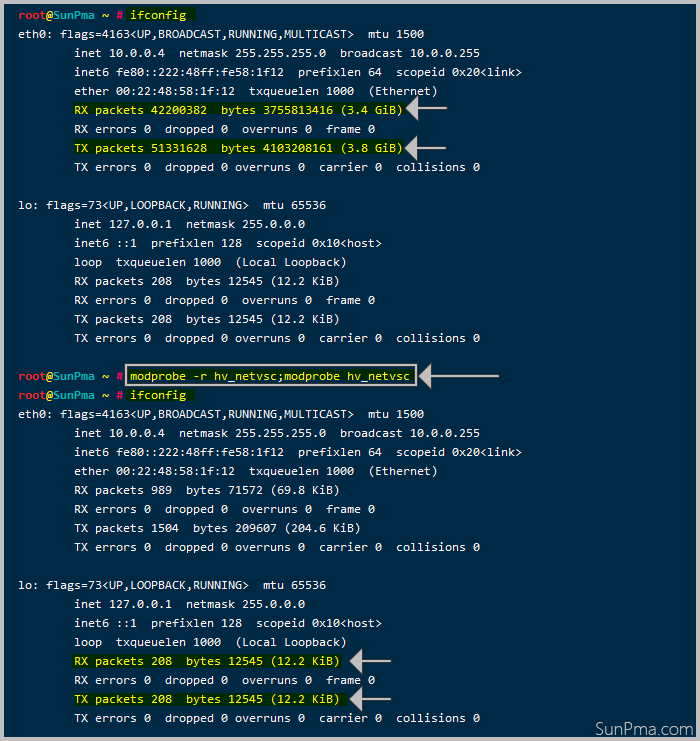 root@SunPma ~ # ifconfig
eth0: flags=4163<UP,BROADCAST,RUNNING,MULTICAST>  mtu 1500
        inet 10.0.0.4  netmask 255.255.255.0  broadcast 10.0.0.255
        inet6 fe80::222:48ff:fe58:1f12  prefixlen 64  scopeid 0x20<link>
        ether 00:22:48:58:1f:12  txqueuelen 1000  (Ethernet)
        RX packets 42200382  bytes 3755813416 (3.4 GiB)
        RX errors 0  dropped 0  overruns 0  frame 0
        TX packets 51331628  bytes 4103208161 (3.8 GiB)
        TX errors 0  dropped 0 overruns 0  carrier 0  collisions 0

lo: flags=73<UP,LOOPBACK,RUNNING>  mtu 65536
        inet 127.0.0.1  netmask 255.0.0.0
        inet6 ::1  prefixlen 128  scopeid 0x10<host>
        loop  txqueuelen 1000  (Local Loopback)
        RX packets 208  bytes 12545 (12.2 KiB)
        RX errors 0  dropped 0  overruns 0  frame 0
        TX packets 208  bytes 12545 (12.2 KiB)
        TX errors 0  dropped 0 overruns 0  carrier 0  collisions 0

root@SunPma ~ # modprobe -r hv_netvsc;modprobe hv_netvsc
root@SunPma ~ # ifconfig
eth0: flags=4163<UP,BROADCAST,RUNNING,MULTICAST>  mtu 1500
        inet 10.0.0.4  netmask 255.255.255.0  broadcast 10.0.0.255
        inet6 fe80::222:48ff:fe58:1f12  prefixlen 64  scopeid 0x20<link>
        ether 00:22:48:58:1f:12  txqueuelen 1000  (Ethernet)
        RX packets 989  bytes 71572 (69.8 KiB)
        RX errors 0  dropped 0  overruns 0  frame 0
        TX packets 1504  bytes 209607 (204.6 KiB)
        TX errors 0  dropped 0 overruns 0  carrier 0  collisions 0

lo: flags=73<UP,LOOPBACK,RUNNING>  mtu 65536
        inet 127.0.0.1  netmask 255.0.0.0
        inet6 ::1  prefixlen 128  scopeid 0x10<host>
        loop  txqueuelen 1000  (Local Loopback)
        RX packets 208  bytes 12545 (12.2 KiB)
        RX errors 0  dropped 0  overruns 0  frame 0
        TX packets 208  bytes 12545 (12.2 KiB)
        TX errors 0  dropped 0 overruns 0  carrier 0  collisions 0
SunPma.com